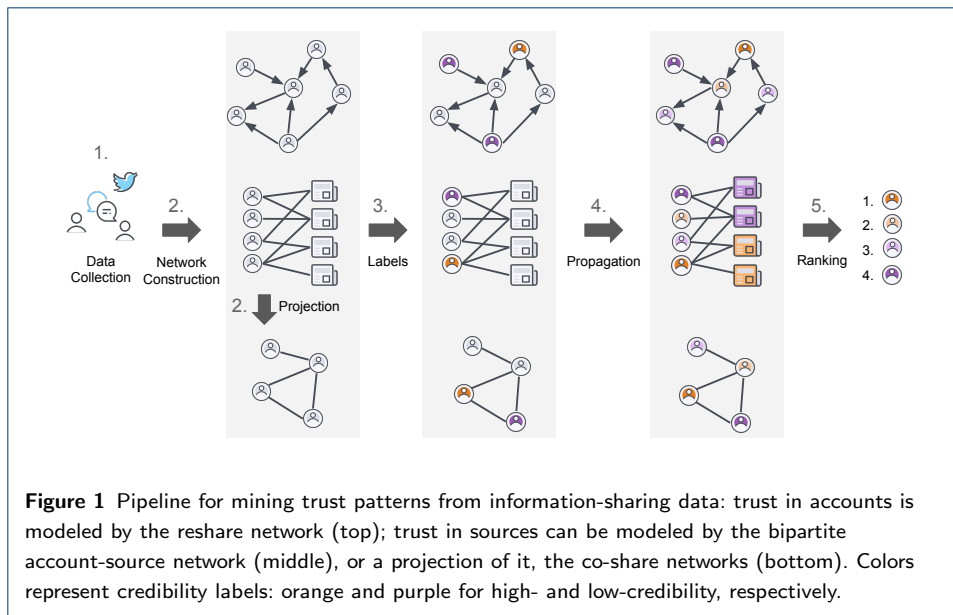 1.
Data
Collection
2.
Network
Construction
2.
Projection
3.
Labels
4.
Propagation
5.
Ranking
1.
2.
3.
4.
Figure 1 Pipeline for mining trust patterns from information-sharing data: trust in accounts is
modeled by the reshare network (top); trust in sources can be modeled by the bipartite
account-source network (middle), or a projection of it, the co-share networks (bottom). Colors
represent credibility labels: orange and purple for high- and low-credibility, respectively.